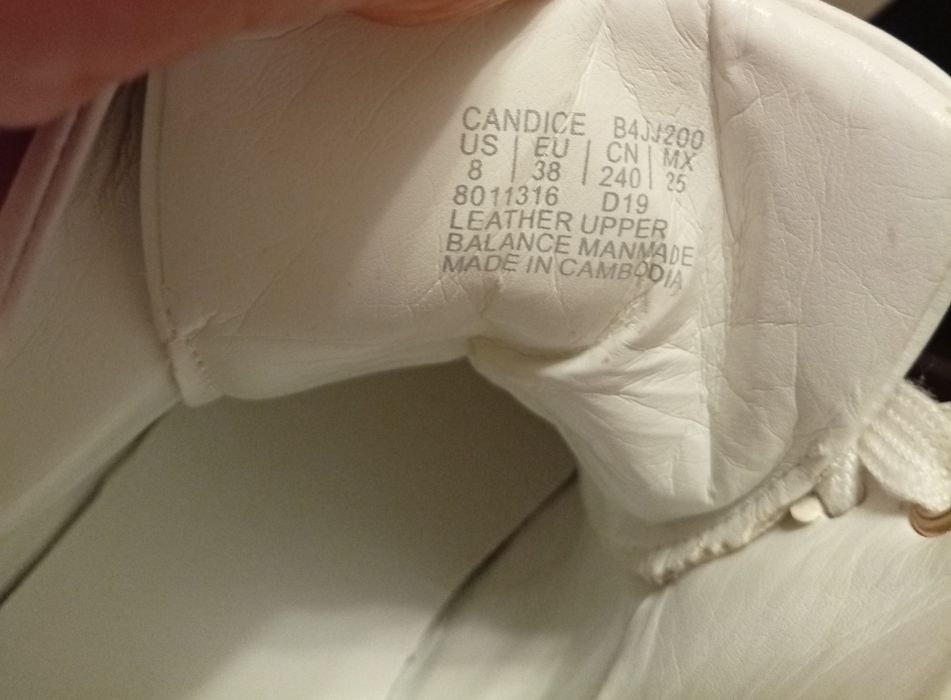 CANDICE B4JJ200
US | EU | CN | MX
8 | 38 | 240 | 25
8011316 D19
LEATHER UPPER
BALANCE MANMADE
MADE IN CAMBODIA